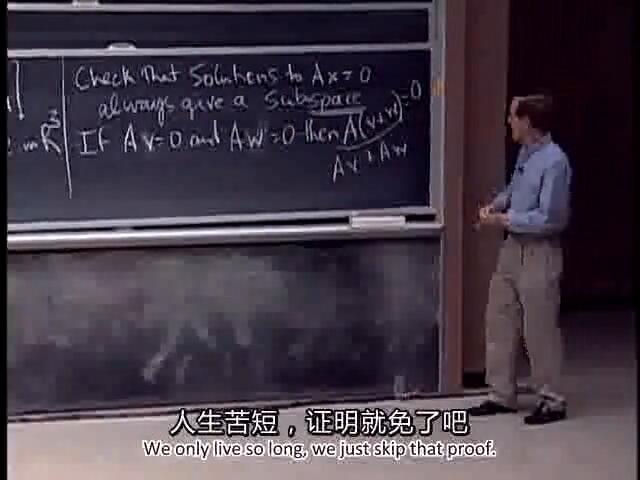 Check that Solutions to Ax=0
always give a Subspace
in R³
If Av=0 and Aw=0 then A(v+w)=0
Av+Aw
人生苦短，证明就免了吧
We only live so long, we just skip that proof.